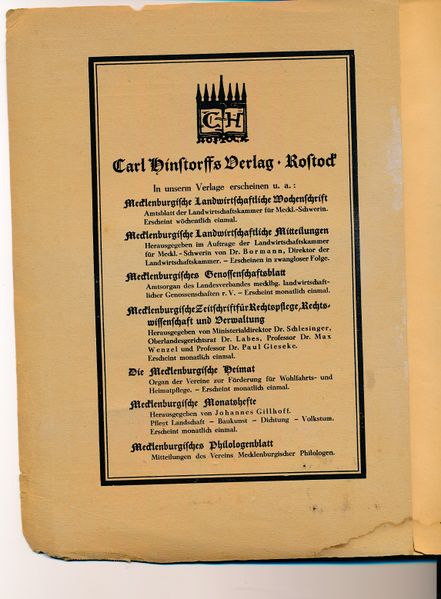 C H
ROSTOCK
Carl Hinstorffs Verlag · Rostock
In unserm Verlage erscheinen u. a.:
Mecklenburgische Landwirtschaftliche Wochenschrift
Amtsblatt der Landwirtschaftskammer für Meckl.-Schwerin.
Erscheint wöchentlich einmal.
Mecklenburgische Landwirtschaftliche Mitteilungen
Herausgegeben im Auftrage der Landwirtschaftskammer
für Meckl. - Schwerin von Dr. Bormann, Direktor der
Landwirtschaftskammer. – Erscheinen in zwangloser Folge.
Mecklenburgisches Genossenschaftsblatt
Amtsorgan des Landesverbandes mecklbg. landwirtschaft-
licher Genossenschaften r. V. – Erscheint monatlich einmal.
Mecklenburgische Zeitschrift für Rechtspflege, Rechts-
wissenschaft und Verwaltung
Herausgegeben von Ministerialdirektor Dr. Schlesinger,
Oberlandesgerichtsrat Dr. Labes, Professor Dr. Max
Wenzel und Professor Dr. Paul Gieseke.
Erscheint monatlich einmal.
Die Mecklenburgische Heimat
Organ der Vereine zur Förderung für Wohlfahrts- und
Heimatpflege. – Erscheint monatlich einmal.
Mecklenburgische Monatshefte
Herausgegeben von Johannes Gillhoff.
Pflegt Landschaft – Baukunst – Dichtung – Volkstum.
Erscheint monatlich einmal.
Mecklenburgisches Philologenblatt
Mitteilungen des Vereins Mecklenburgischer Philologen.